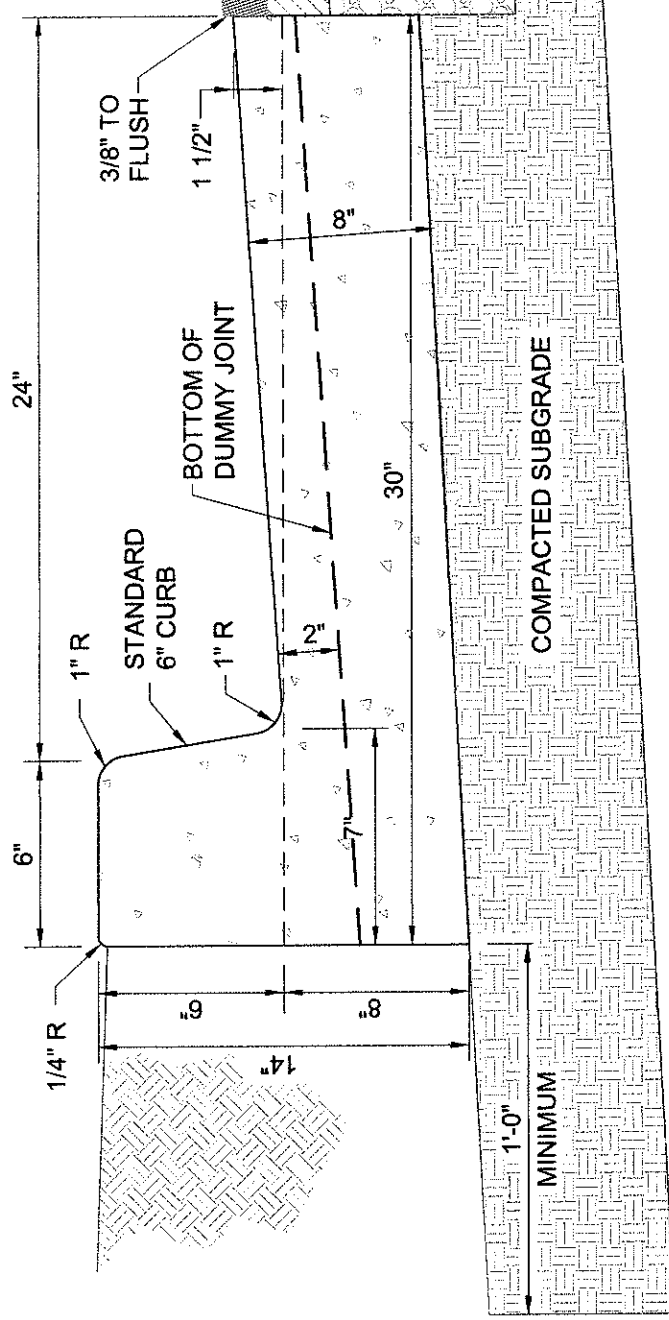 24"
6"
3/8" TO
FLUSH
1 1/2"
1/4" R
1" R
STANDARD
6" CURB
1" R
BOTTOM OF
DUMMY JOINT
8"
2"
7"
30"
6"
8"
14"
1'-0"
MINIMUM
COMPACTED SUBGRADE